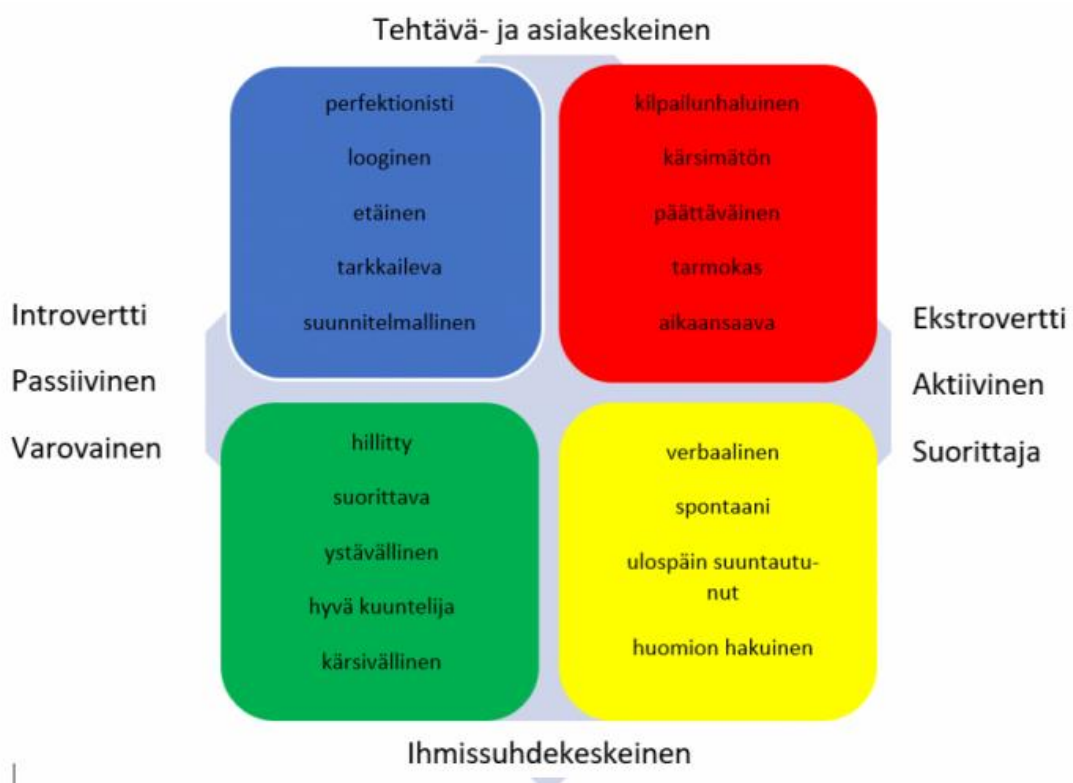 Tehtävä- ja asiakeskeinen
perfektionisti
looginen
etäinen
tarkkaileva
suunnitelmallinen
kilpailunhaluinen
kärsimätön
päättäväinen
tarmokas
aikaansaava
Introvertti
Passiivinen
Varovainen
Ekstrovertti
Aktiivinen
Suorittaja
hillitty
suorittava
ystävällinen
hyvä kuuntelija
kärsivällinen
verbaalinen
spontaani
ulospäin suuntautu-
nut
huomion hakuinen
Ihmissuhdekeskeinen